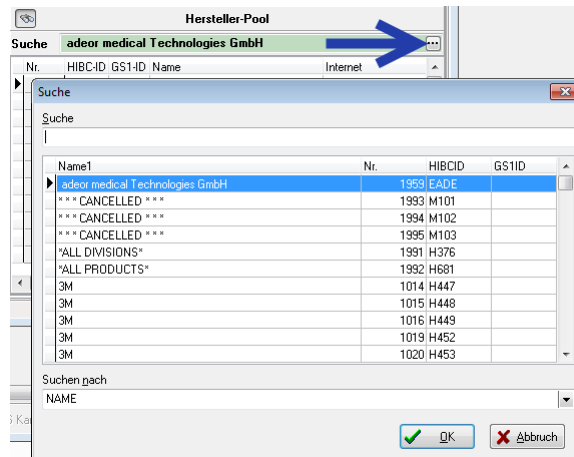 Hersteller-Pool
Suche adeor medical Technologies GmbH ...
Nr. HIBC-ID GS1-ID Name Internet
Suche
Suche
Name1 Nr. HIBCID GS1ID
adeor medical Technologies GmbH 1959 EADE
* * * CANCELLED * * * 1993 M101
* * * CANCELLED * * * 1994 M102
* * * CANCELLED * * * 1995 M103
*ALL DIVISIONS* 1991 H376
*ALL PRODUCTS* 1992 H681
3M 1014 H447
3M 1015 H448
3M 1016 H449
3M 1019 H452
3M 1020 H453
Suchen nach
NAME
OK Abbruch